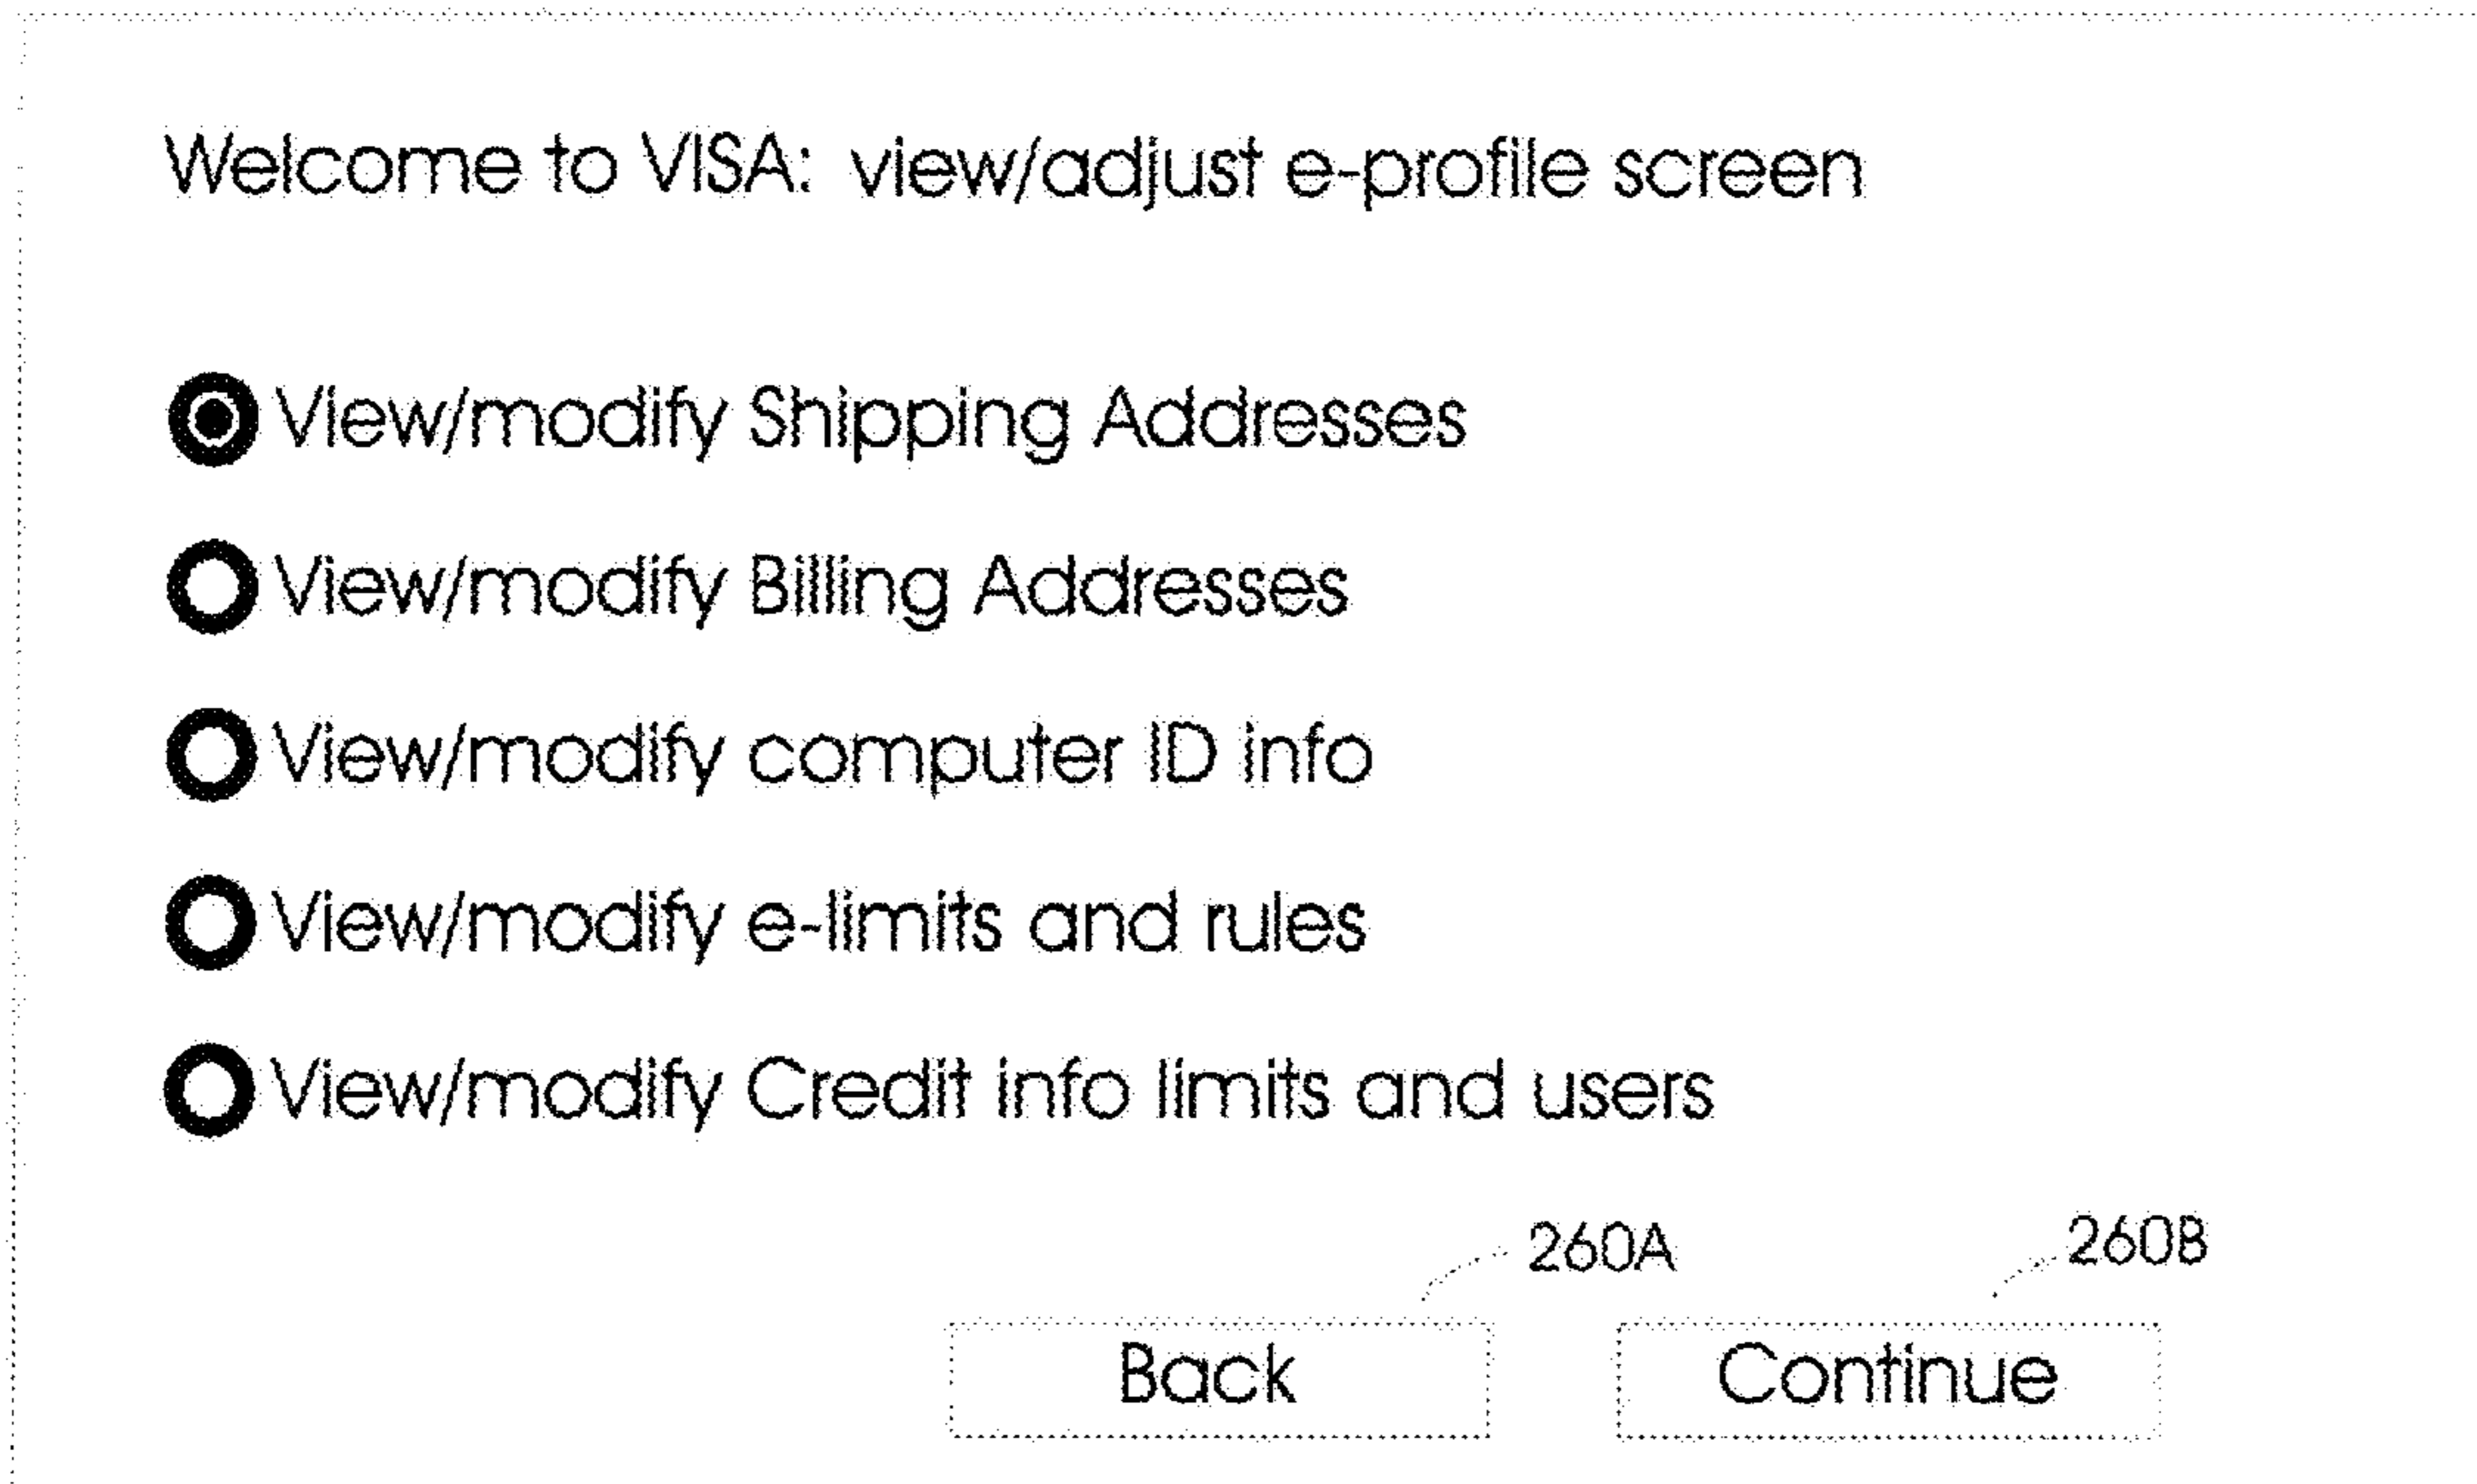 Welcome to VISA: view/adjust e-profile screen
View/modify Shipping Addresses
View/modify Billing Addresses
View/modify computer ID info
View/modify e-limits and rules
View/modify Credit info limits and users
260A 260B
Back Continue